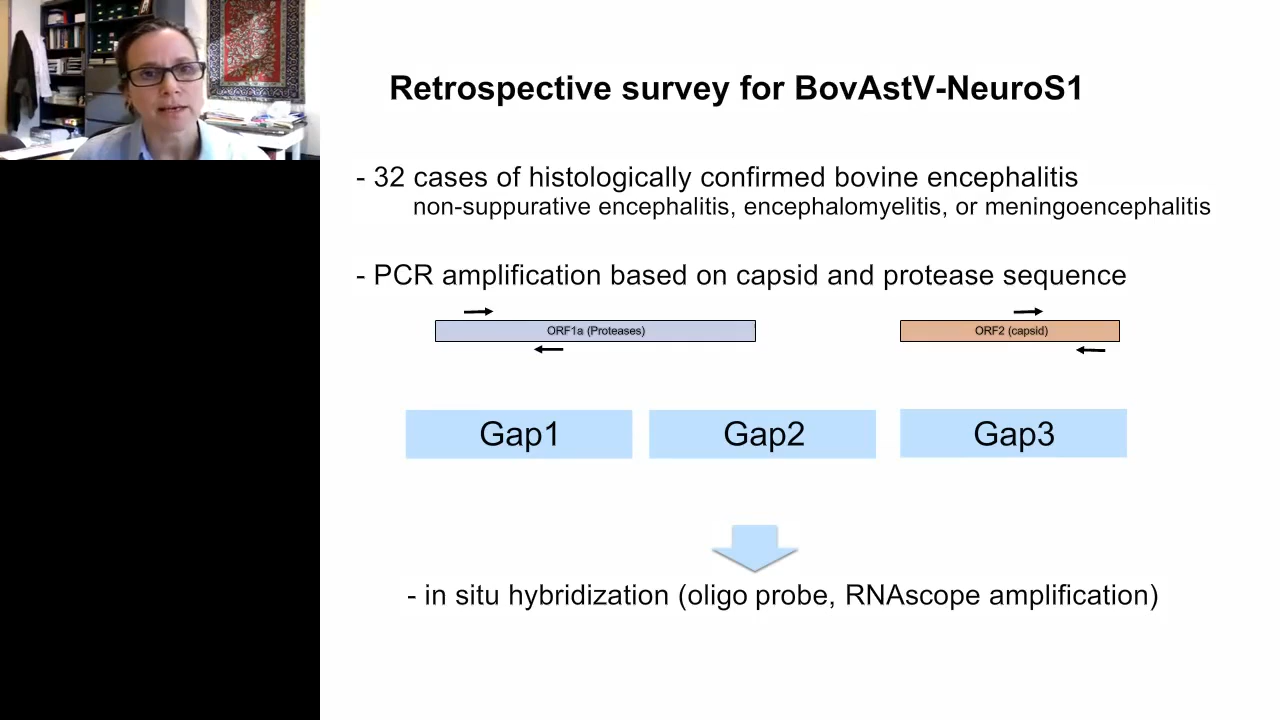 Retrospective survey for BovAstV-NeuroS1
- 32 cases of histologically confirmed bovine encephalitis
non-suppurative encephalitis, encephalomyelitis, or meningoencephalitis
- PCR amplification based on capsid and protease sequence
ORF1a (Proteases)
ORF2 (capsid)
Gap1
Gap2
Gap3
- in situ hybridization (oligo probe, RNAscope amplification)